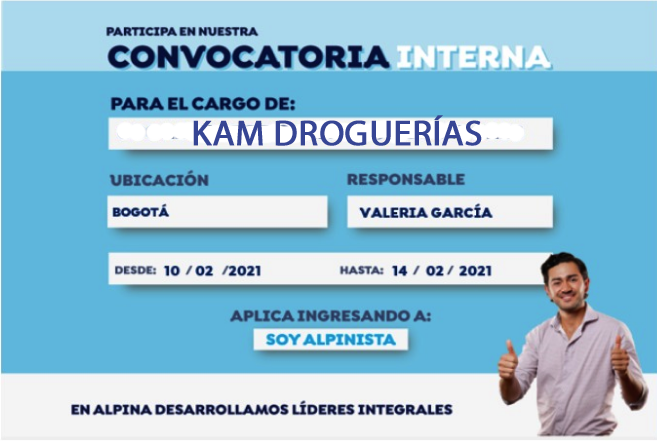 PARTICIPA EN NUESTRA
CONVOCATORIA INTERNA
PARA EL CARGO DE:
KAM DROGUERÍAS
UBICACIÓN RESPONSABLE
BOGOTÁ VALERIA GARCÍA
DESDE: 10 / 02 /2021 HASTA: 14 / 02 / 2021
APLICA INGRESANDO A:
SOY ALPINISTA
EN ALPINA DESARROLLAMOS LÍDERES INTEGRALES